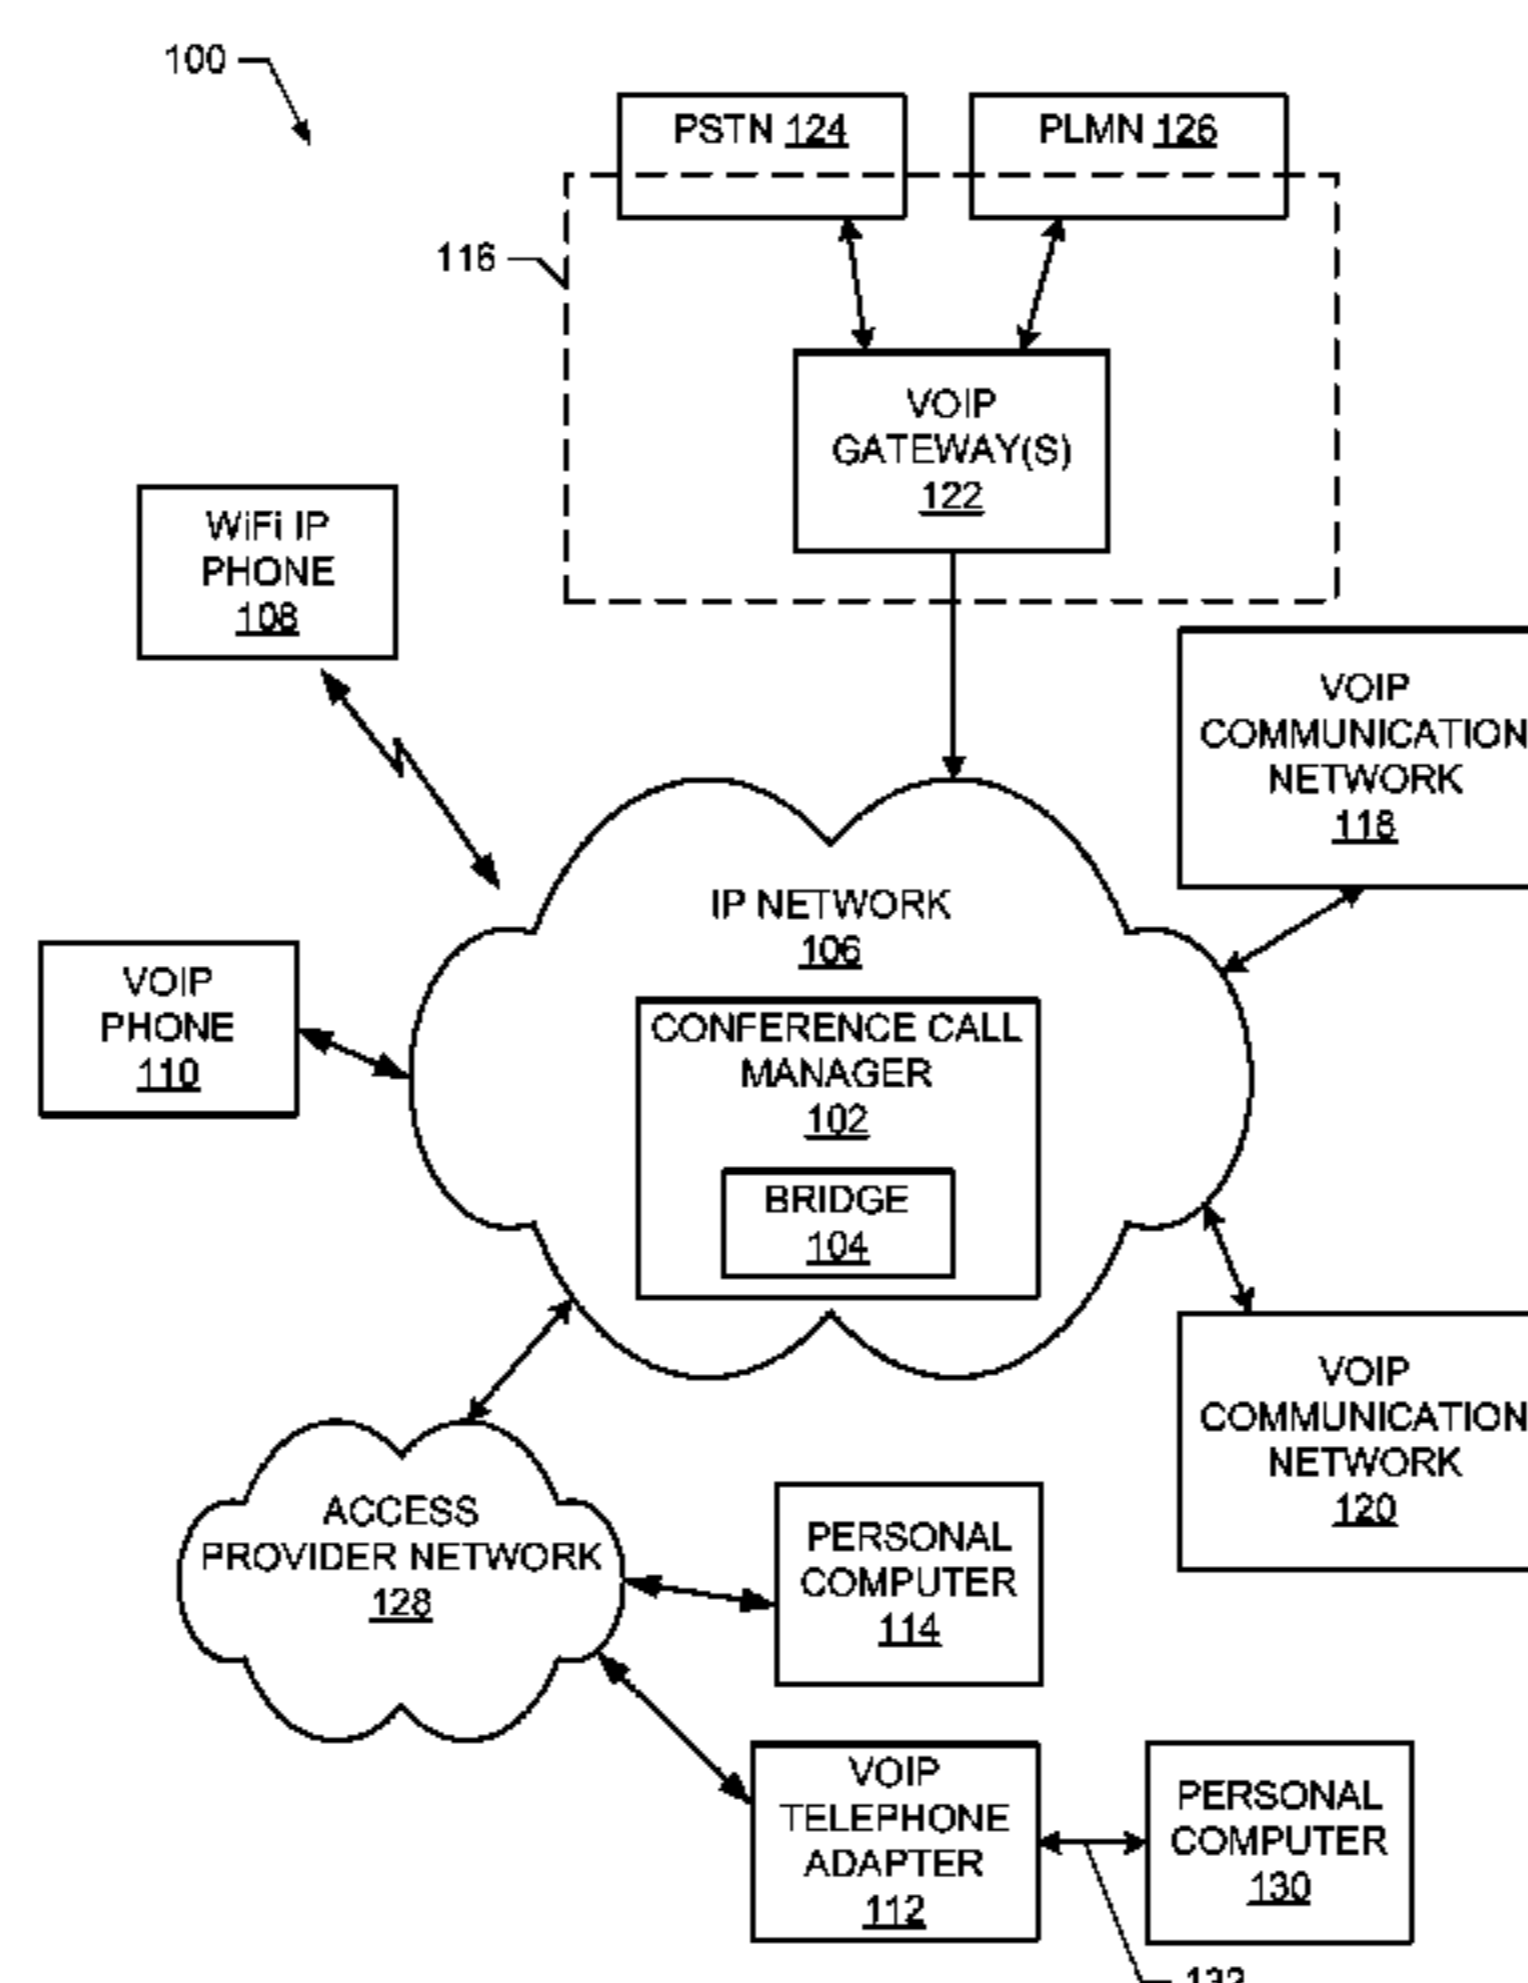 100
PSTN 124
PLMN 126
116
VOIP
GATEWAY(S)
122
WiFi IP
PHONE
108
VOIP
COMMUNICATION
NETWORK
118
IP NETWORK
106
VOIP
PHONE
110
CONFERENCE CALL
MANAGER
102
BRIDGE
104
VOIP
COMMUNICATION
NETWORK
120
ACCESS
PROVIDER NETWORK
128
PERSONAL
COMPUTER
114
VOIP
TELEPHONE
ADAPTER
112
PERSONAL
COMPUTER
130
132